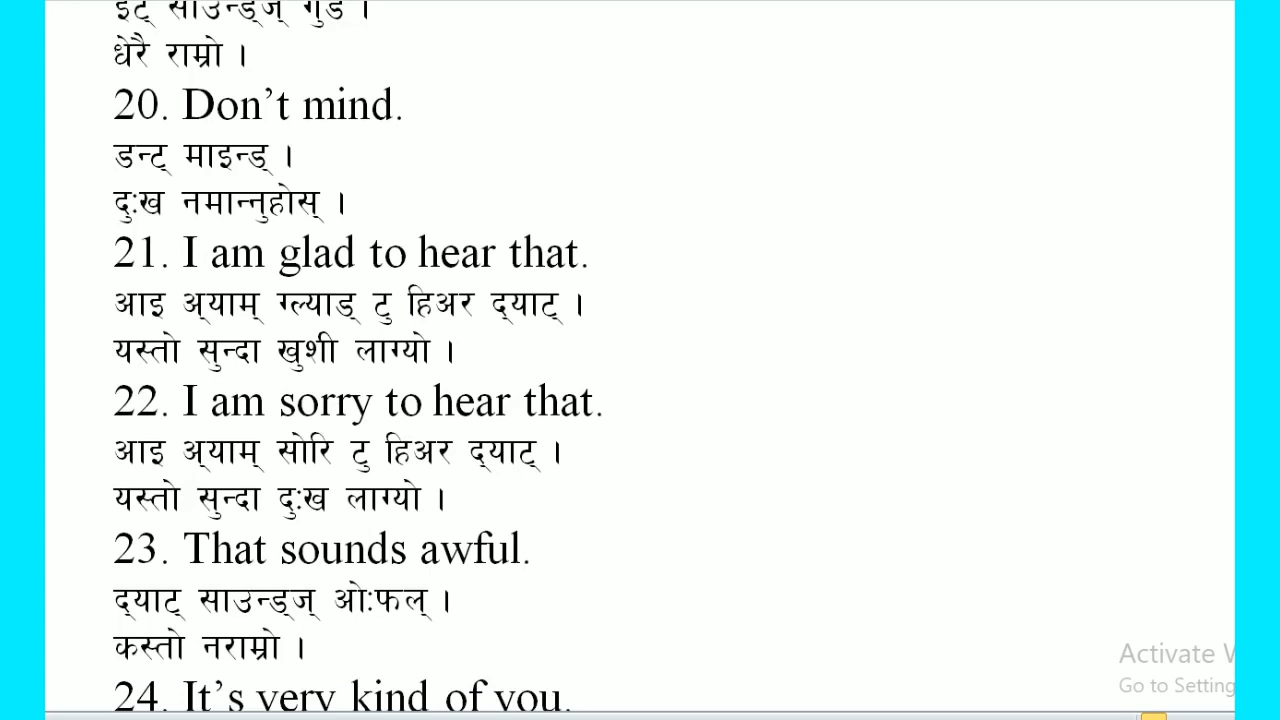 इट् साउन्ड्ज् गुड ।
धेरै राम्रो ।
20. Don’t mind.
डन्ट् माइन्ड् ।
दुःख नमान्नुहोस् ।
21. I am glad to hear that.
आइ अ्याम् ग्ल्याड् टु हिअर द्याट् ।
यस्तो सुन्दा खुशी लाग्यो ।
22. I am sorry to hear that.
आइ अ्याम् सोरि टु हिअर द्याट् ।
यस्तो सुन्दा दुःख लाग्यो ।
23. That sounds awful.
द्याट् साउन्ड्ज् ओःफल् ।
कस्तो नराम्रो ।
24. It’s very kind of you.
Activate
Go to Setting